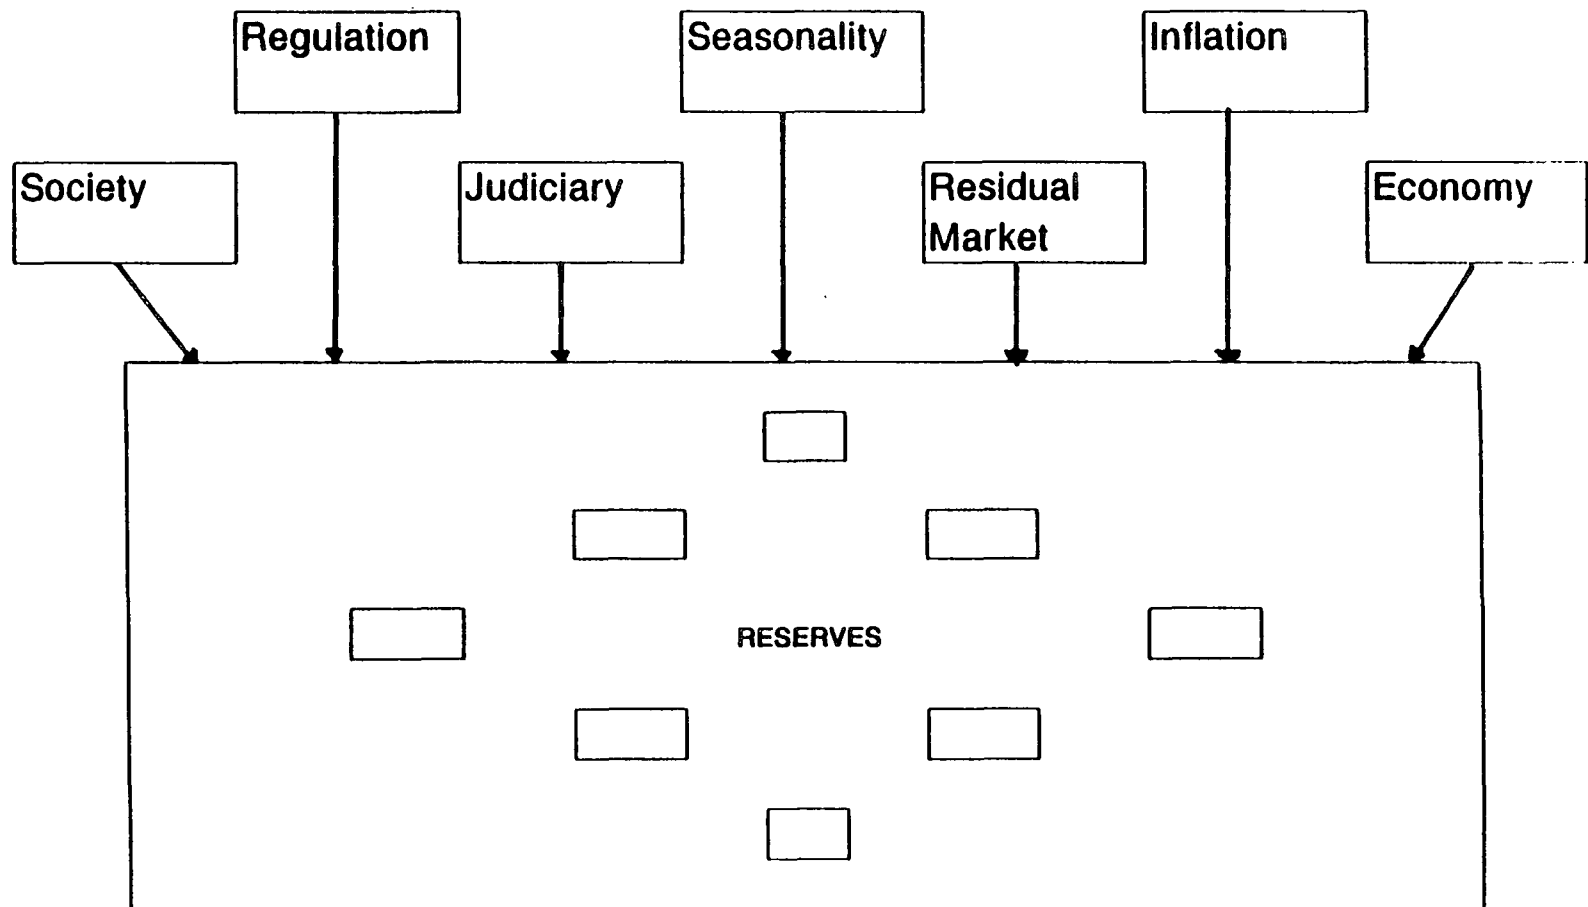 Regulation
Seasonality
Inflation
Society
Judiciary
Residual
Market
Economy
RESERVES